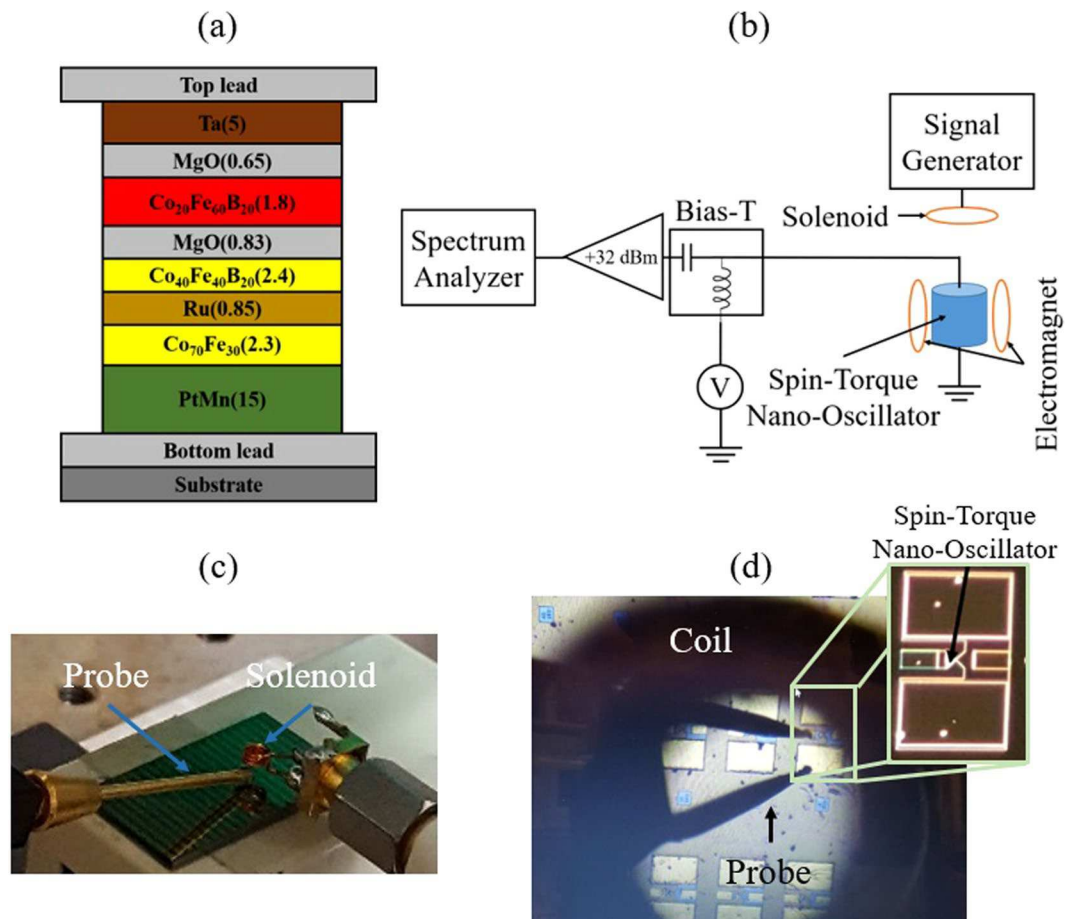 (a)
Top lead
Ta(5)
MgO(0.65)
Co₂₀Fe₆₀B₂₀(1.8)
MgO(0.83)
Co₄₀Fe₄₀B₂₀(2.4)
Ru(0.85)
Co₇₀Fe₃₀(2.3)
PtMn(15)
Bottom lead
Substrate
(b)
Signal
Generator
Solenoid
Bias-T
Spectrum
Analyzer
+32 dBm
V
Spin-Torque
Nano-Oscillator
Electromagnet
(c)
Probe
Solenoid
(d)
Spin-Torque
Nano-Oscillator
Coil
Probe